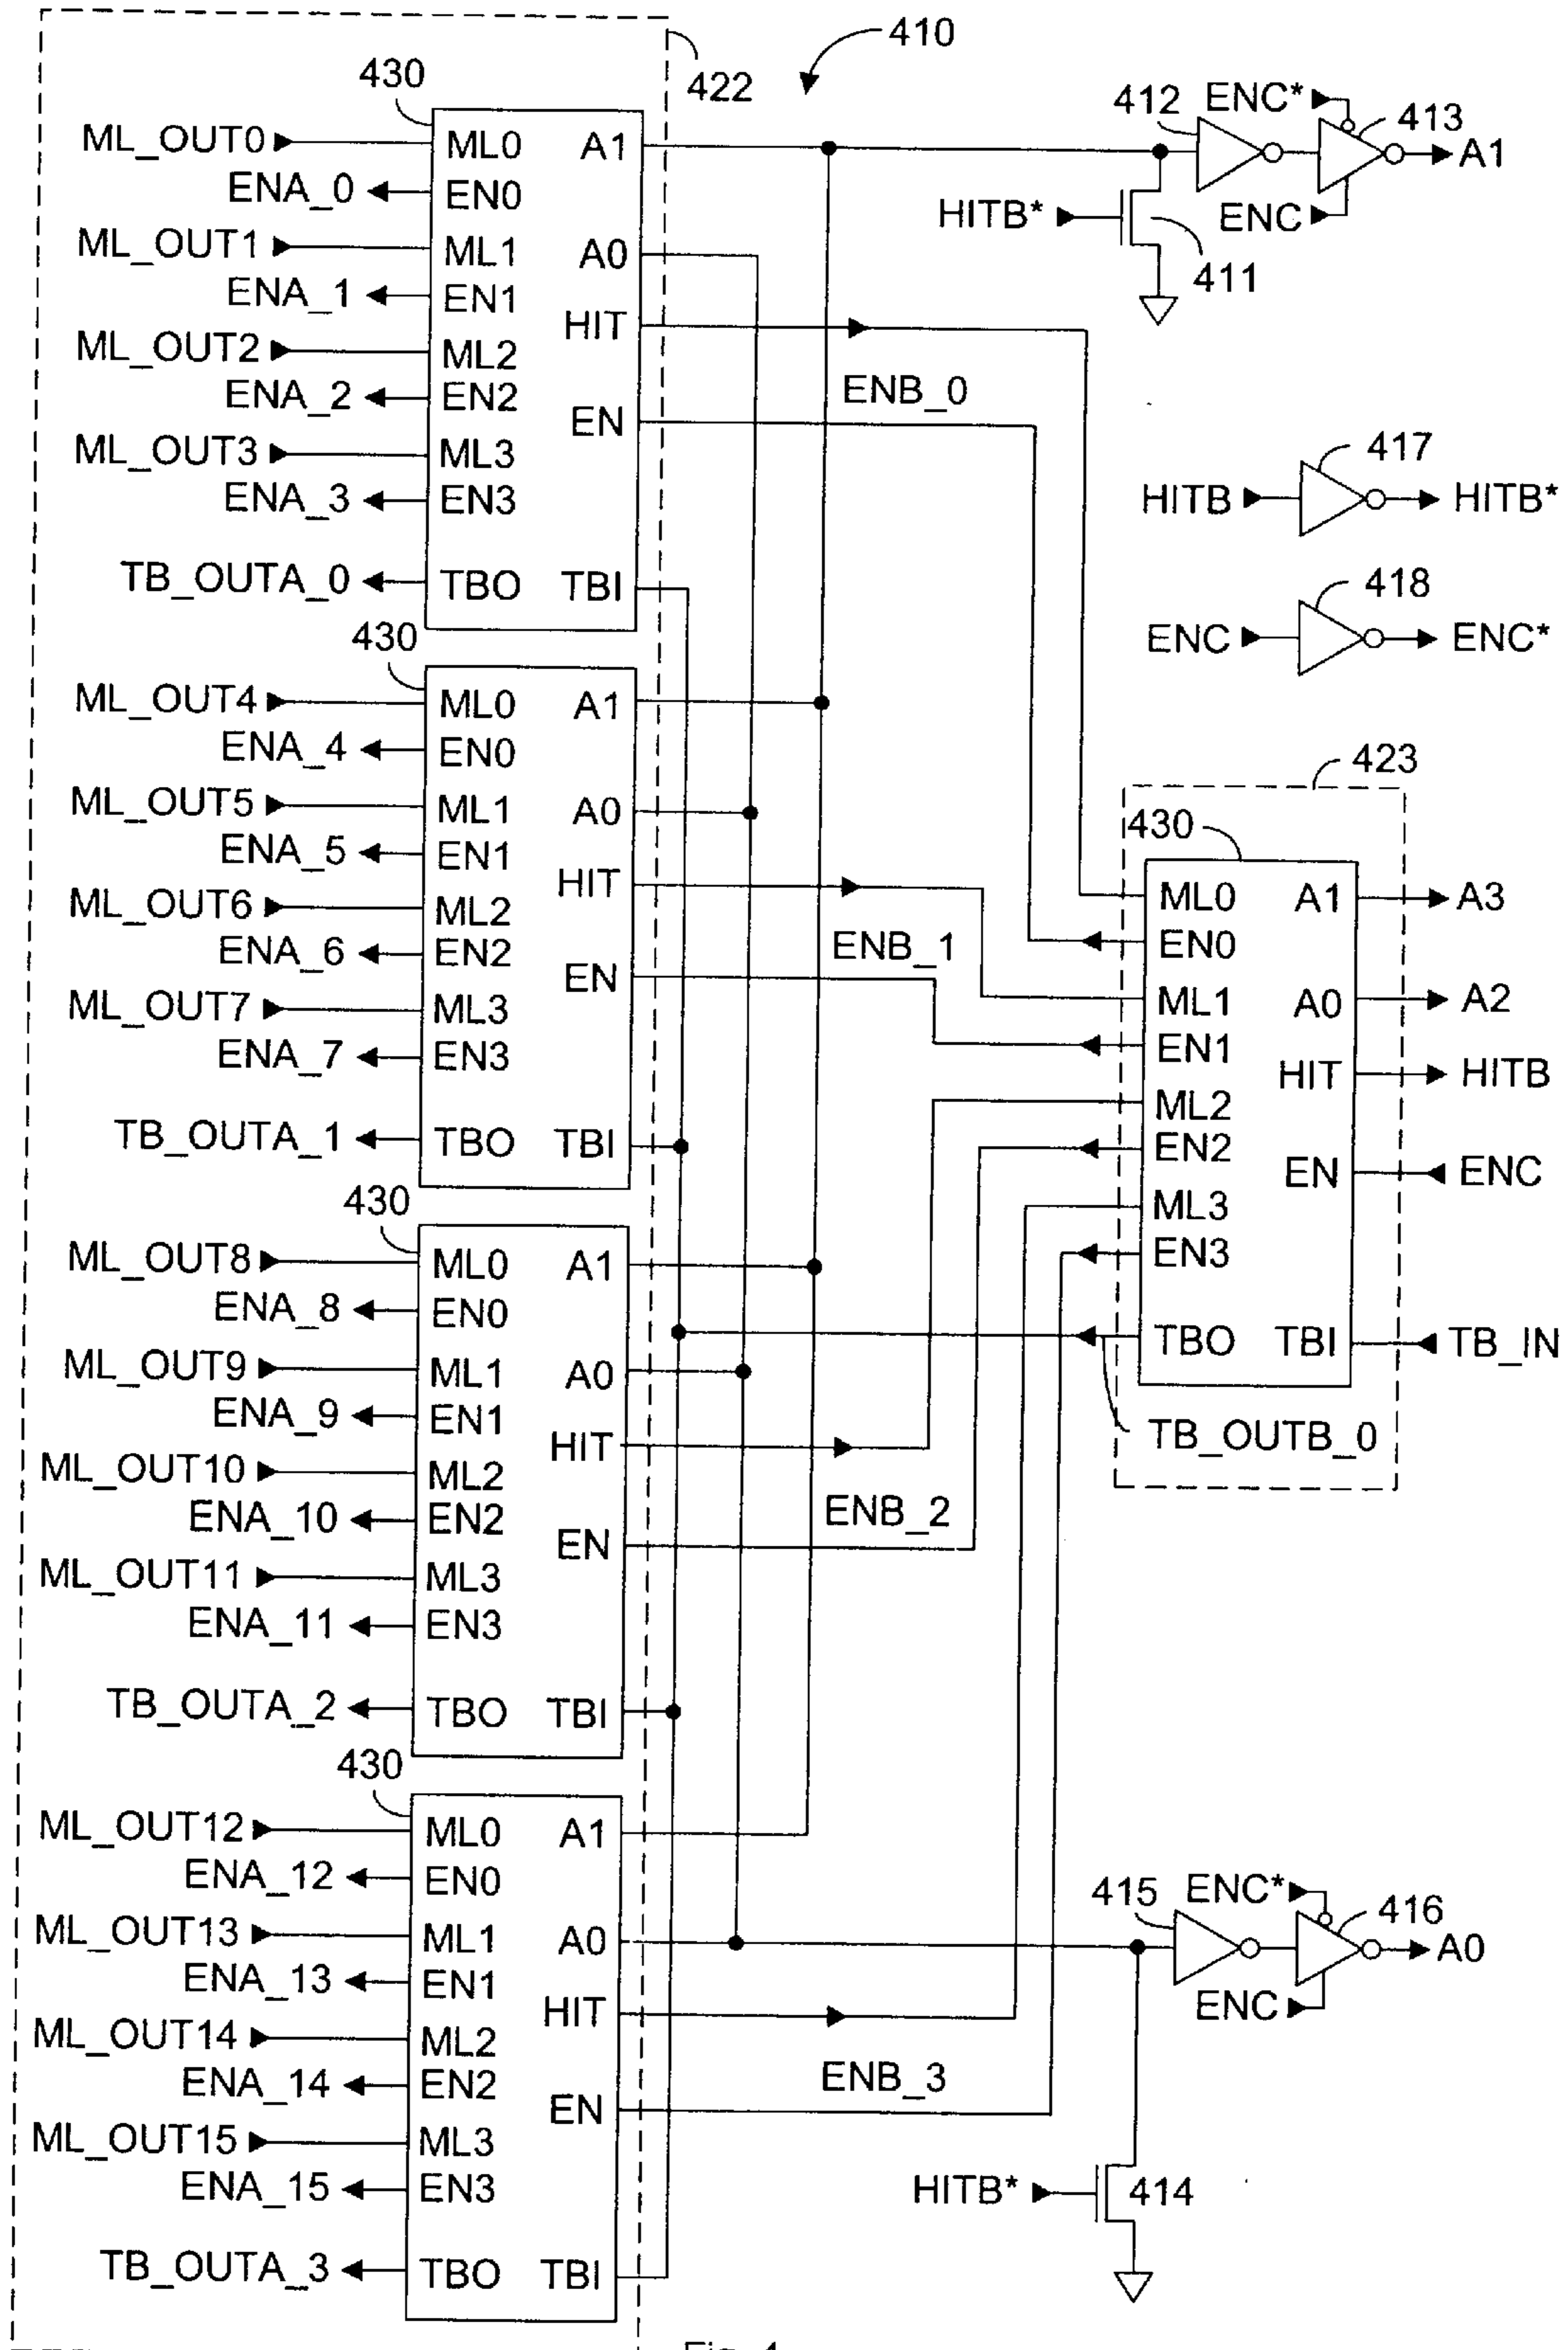 410
422
430
ML_OUT0 ML0 A1
ENA_0 EN0
ML_OUT1 ML1 A0
ENA_1 EN1 HIT
ML_OUT2 ML2
ENA_2 EN2 EN ENB_0
ML_OUT3 ML3
ENA_3 EN3
TB_OUTA_0 TBO TBI
412 ENC* 413 A1
HITB* 411 ENC
417
HITB HITB*
418
ENC ENC*
430
ML_OUT4 ML0 A1
ENA_4 EN0
ML_OUT5 ML1 A0
ENA_5 EN1 HIT
ML_OUT6 ML2
ENA_6 EN2 EN ENB_1
ML_OUT7 ML3
ENA_7 EN3
TB_OUTA_1 TBO TBI
423
430
ML0 A1 A3
EN0
ML1 A0 A2
EN1 HIT HITB
ML2
EN2 EN ENC
ML3
EN3
TBO TBI TB_IN
TB_OUTB_0
430
ML_OUT8 ML0 A1
ENA_8 EN0
ML_OUT9 ML1 A0
ENA_9 EN1 HIT
ML_OUT10 ML2
ENA_10 EN2 EN ENB_2
ML_OUT11 ML3
ENA_11 EN3
TB_OUTA_2 TBO TBI
430
ML_OUT12 ML0 A1
ENA_12 EN0
ML_OUT13 ML1 A0
ENA_13 EN1 HIT
ML_OUT14 ML2
ENA_14 EN2 EN ENB_3
ML_OUT15 ML3
ENA_15 EN3
TB_OUTA_3 TBO TBI
415 ENC* 416 A0
ENC
HITB* 414